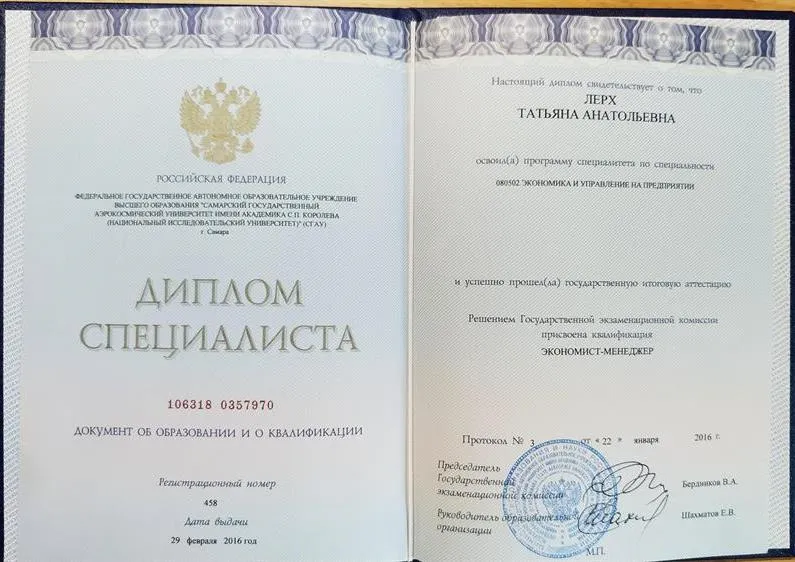 РОССИЙСКАЯ ФЕДЕРАЦИЯ
ФЕДЕРАЛЬНОЕ ГОСУДАРСТВЕННОЕ АВТОНОМНОЕ ОБРАЗОВАТЕЛЬНОЕ УЧРЕЖДЕНИЕ
ВЫСШЕГО ОБРАЗОВАНИЯ "САМАРСКИЙ ГОСУДАРСТВЕННЫЙ
АЭРОКОСМИЧЕСКИЙ УНИВЕРСИТЕТ ИМЕНИ АКАДЕМИКА С.П. КОРОЛЕВА
(НАЦИОНАЛЬНЫЙ ИССЛЕДОВАТЕЛЬСКИЙ УНИВЕРСИТЕТ)" (СГАУ)
г. Самара
ДИПЛОМ
СПЕЦИАЛИСТА
106318 0357970
ДОКУМЕНТ ОБ ОБРАЗОВАНИИ И О КВАЛИФИКАЦИИ
Регистрационный номер
458
Дата выдачи
29 февраля 2016 год
Настоящий диплом свидетельствует о том, что
ЛЕРХ
ТАТЬЯНА АНАТОЛЬЕВНА
освоил(а) программу специалитета по специальности
080502 ЭКОНОМИКА И УПРАВЛЕНИЕ НА ПРЕДПРИЯТИИ
и успешно прошел(ла) государственную итоговую аттестацию
Решением Государственной экзаменационной комиссии
присвоена квалификация
ЭКОНОМИСТ-МЕНЕДЖЕР
Протокол № 3 от «22» января 2016 г.
Председатель
Государственной
экзаменационной комиссии
Бердников В.А.
Руководитель образовательной
организации
Шахматов Е.В.
М.П.